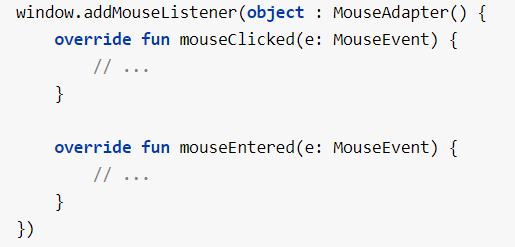 window.addMouseListener(object : MouseAdapter() {
    override fun mouseClicked(e: MouseEvent) {
        // ...
    }

    override fun mouseEntered(e: MouseEvent) {
        // ...
    }
})